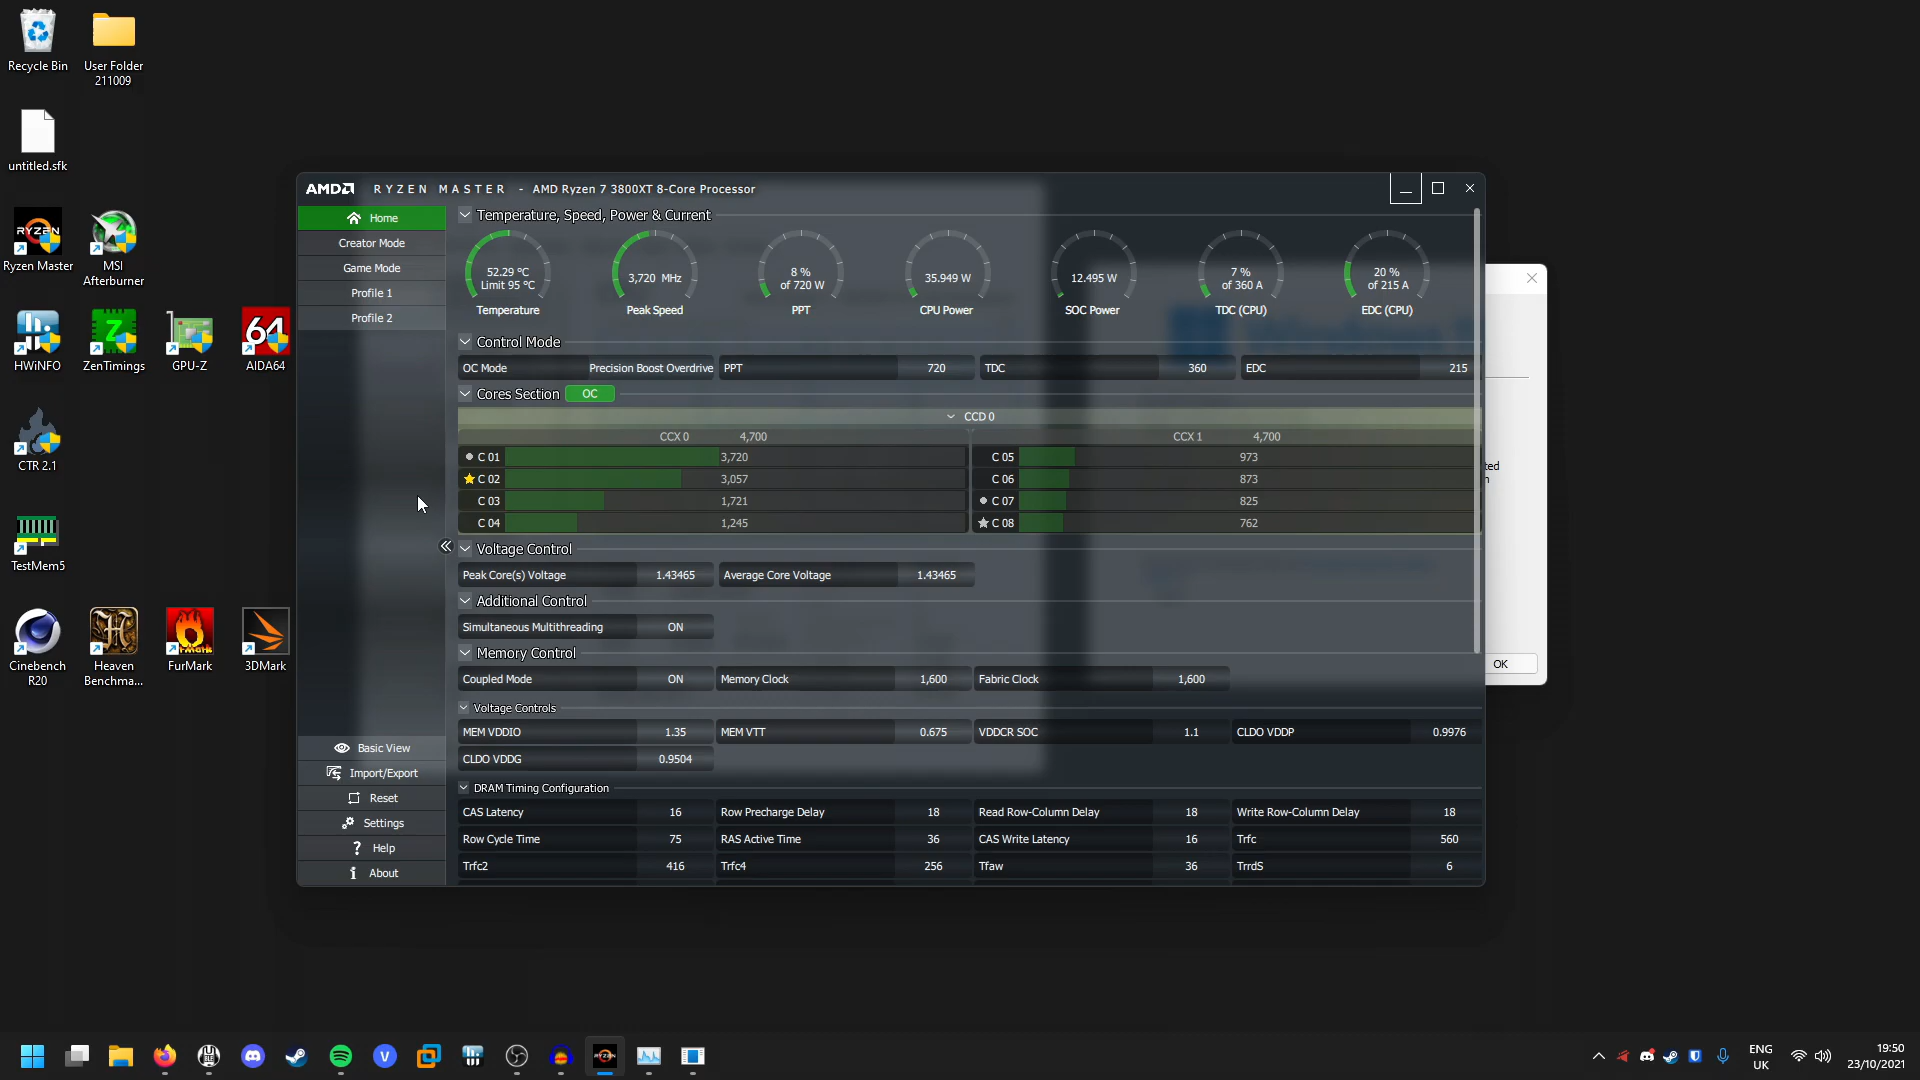 Recycle Bin
User Folder
211009
untitled.sfk
RYZEN
Ryzen Master
MSI
Afterburner
HWiNFO
ZenTimings
GPU-Z
64
AIDA64
CTR 2.1
TestMem5
Cinebench
R20
Heaven
Benchma...
FurMark
3DMark
AMD RYZEN MASTER - AMD Ryzen 7 3800XT 8-Core Processor
Home
Creator Mode
Game Mode
Profile 1
Profile 2
Basic View
Import/Export
Reset
Settings
Help
About
Temperature, Speed, Power & Current
52.29 ºC
Limit 95 ºC
Temperature
3,720 MHz
Peak Speed
8 %
of 720 W
PPT
35.949 W
CPU Power
12.495 W
SOC Power
7 %
of 360 A
TDC (CPU)
20 %
of 215 A
EDC (CPU)
Control Mode
OC Mode Precision Boost Overdrive PPT 720 TDC 360 EDC 215
Cores Section OC
CCD 0
CCX 0 4,700 CCX 1 4,700
C 01 3,720 C 05 973
C 02 3,057 C 06 873
C 03 1,721 C 07 825
C 04 1,245 C 08 762
Voltage Control
Peak Core(s) Voltage 1.43465 Average Core Voltage 1.43465
Additional Control
Simultaneous Multithreading ON
Memory Control
Coupled Mode ON Memory Clock 1,600 Fabric Clock 1,600
Voltage Controls
MEM VDDIO 1.35 MEM VTT 0.675 VDDCR SOC 1.1 CLDO VDDP 0.9976
CLDO VDDG 0.9504
DRAM Timing Configuration
CAS Latency 16 Row Precharge Delay 18 Read Row-Column Delay 18 Write Row-Column Delay 18
Row Cycle Time 75 RAS Active Time 36 CAS Write Latency 16 Trfc 560
Trfc2 416 Trfc4 256 Tfaw 36 TrrdS 6
OK
ENG
UK
19:50
23/10/2021